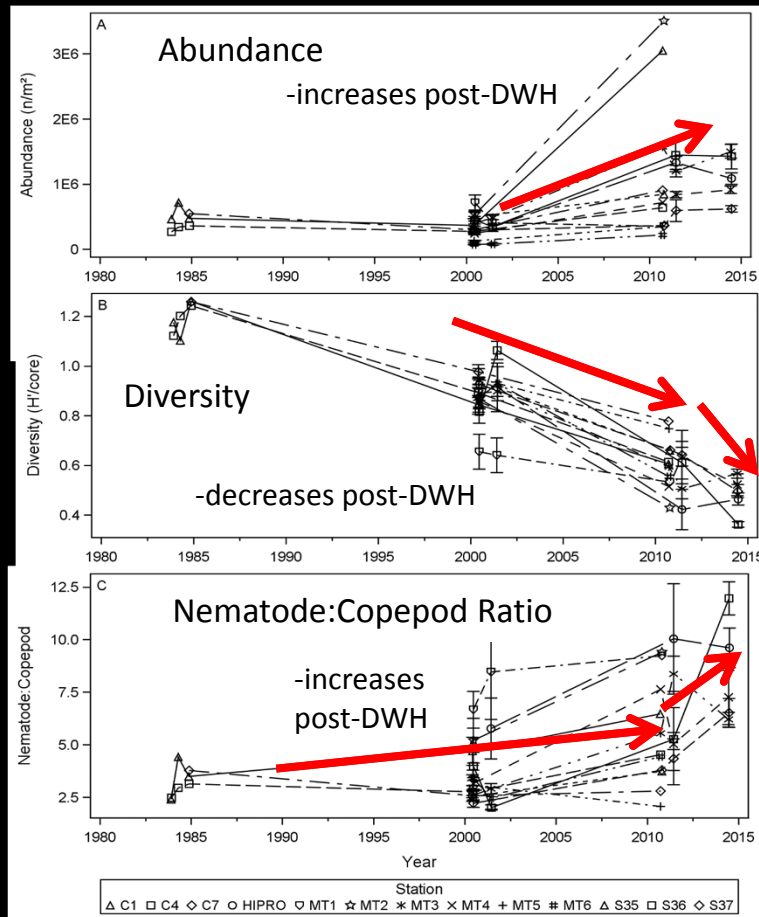 A
Abundance
-increases post-DWH
Abundance (n/m²)
3E6
2E6
1E6
0
1980 1985 1990 1995 2000 2005 2010 2015
B
Diversity
-decreases post-DWH
Diversity (H'/core)
1.2
1.0
0.8
0.6
0.4
1980 1985 1990 1995 2000 2005 2010 2015
C
Nematode:Copepod Ratio
-increases
post-DWH
Nematode:Copepod
12.5
10.0
7.5
5.0
2.5
1980 1985 1990 1995 2000 2005 2010 2015
Year
Station
C1 C4 C7 HIPRO MT1 MT2 MT3 MT4 MT5 MT6 S35 S36 S37